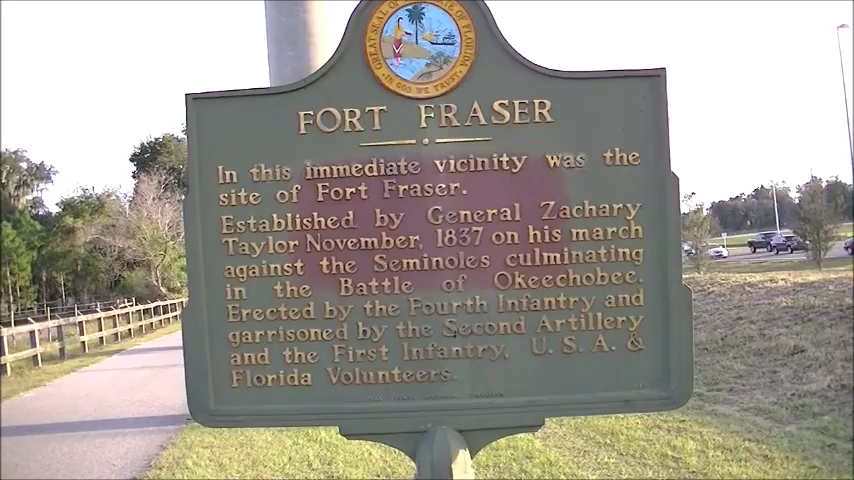 GREAT SEAL OF THE STATE OF FLORIDA
IN GOD WE TRUST
FORT FRASER
In this immediate vicinity was the
site of Fort Fraser.
Established by General Zachary
Taylor November, 1837 on his march
against the Seminoles culminating
in the Battle of Okeechobee.
Erected by the Fourth Infantry and
garrisoned by the Second Artillery
and the First Infantry, U. S. A. &
Florida Volunteers.